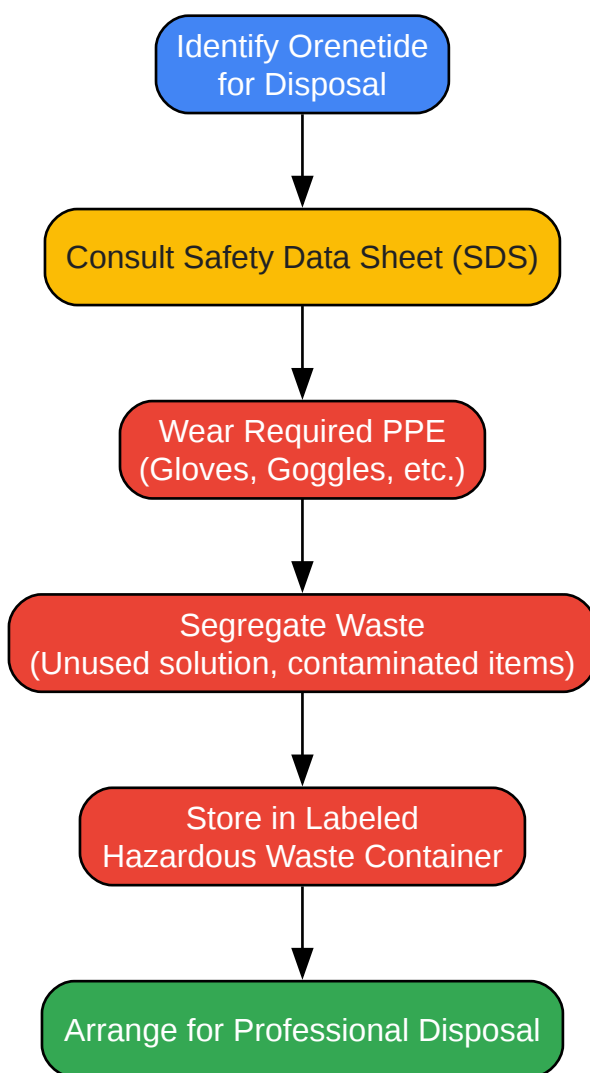 Identify Orenetide
for Disposal
Consult Safety Data Sheet (SDS)
Wear Required PPE
(Gloves, Goggles, etc.)
Segregate Waste
(Unused solution, contaminated items)
Store in Labeled
Hazardous Waste Container
Arrange for Professional Disposal